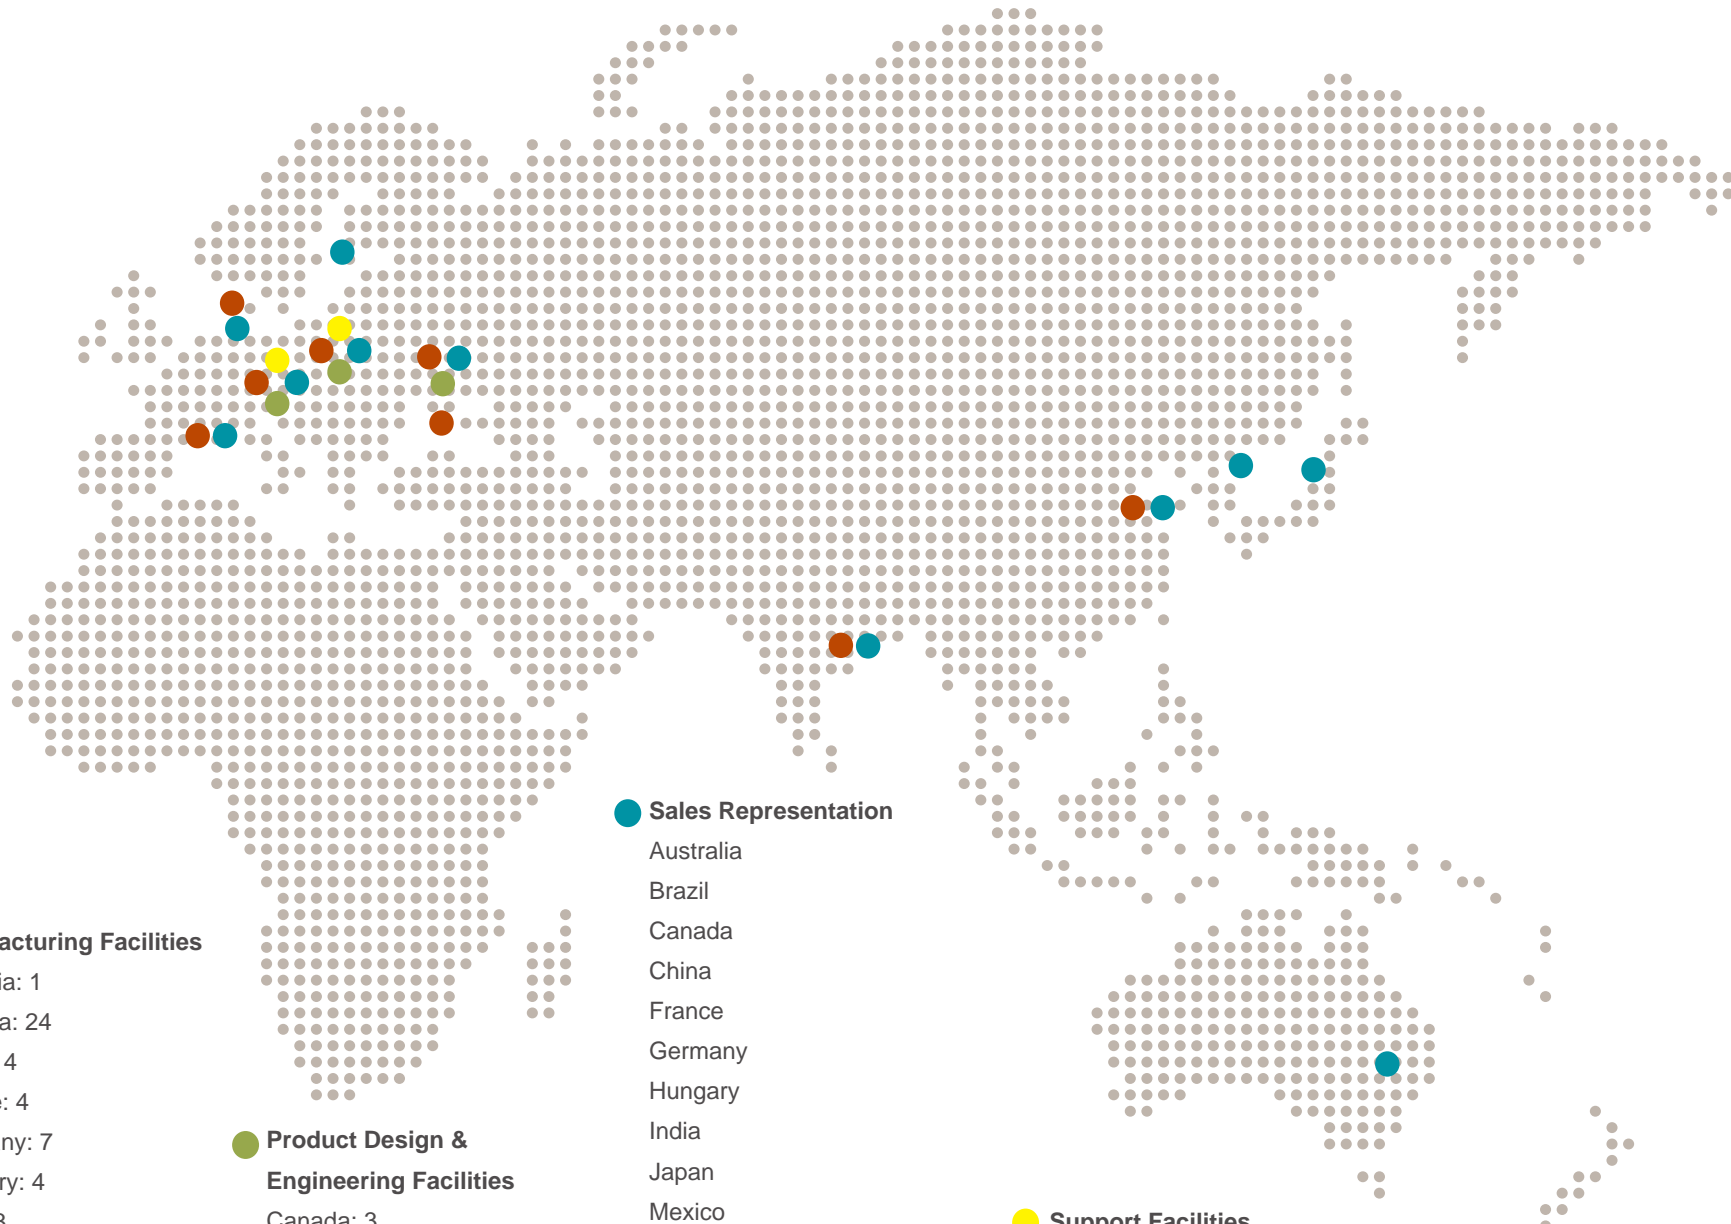 acturing Facilities
ia: 1
a: 24
4
e: 4
ny: 7
ry: 4
Product Design &
Engineering Facilities
Canada: 3
Sales Representation
Australia
Brazil
Canada
China
France
Germany
Hungary
India
Japan
Mexico
Support Facilities